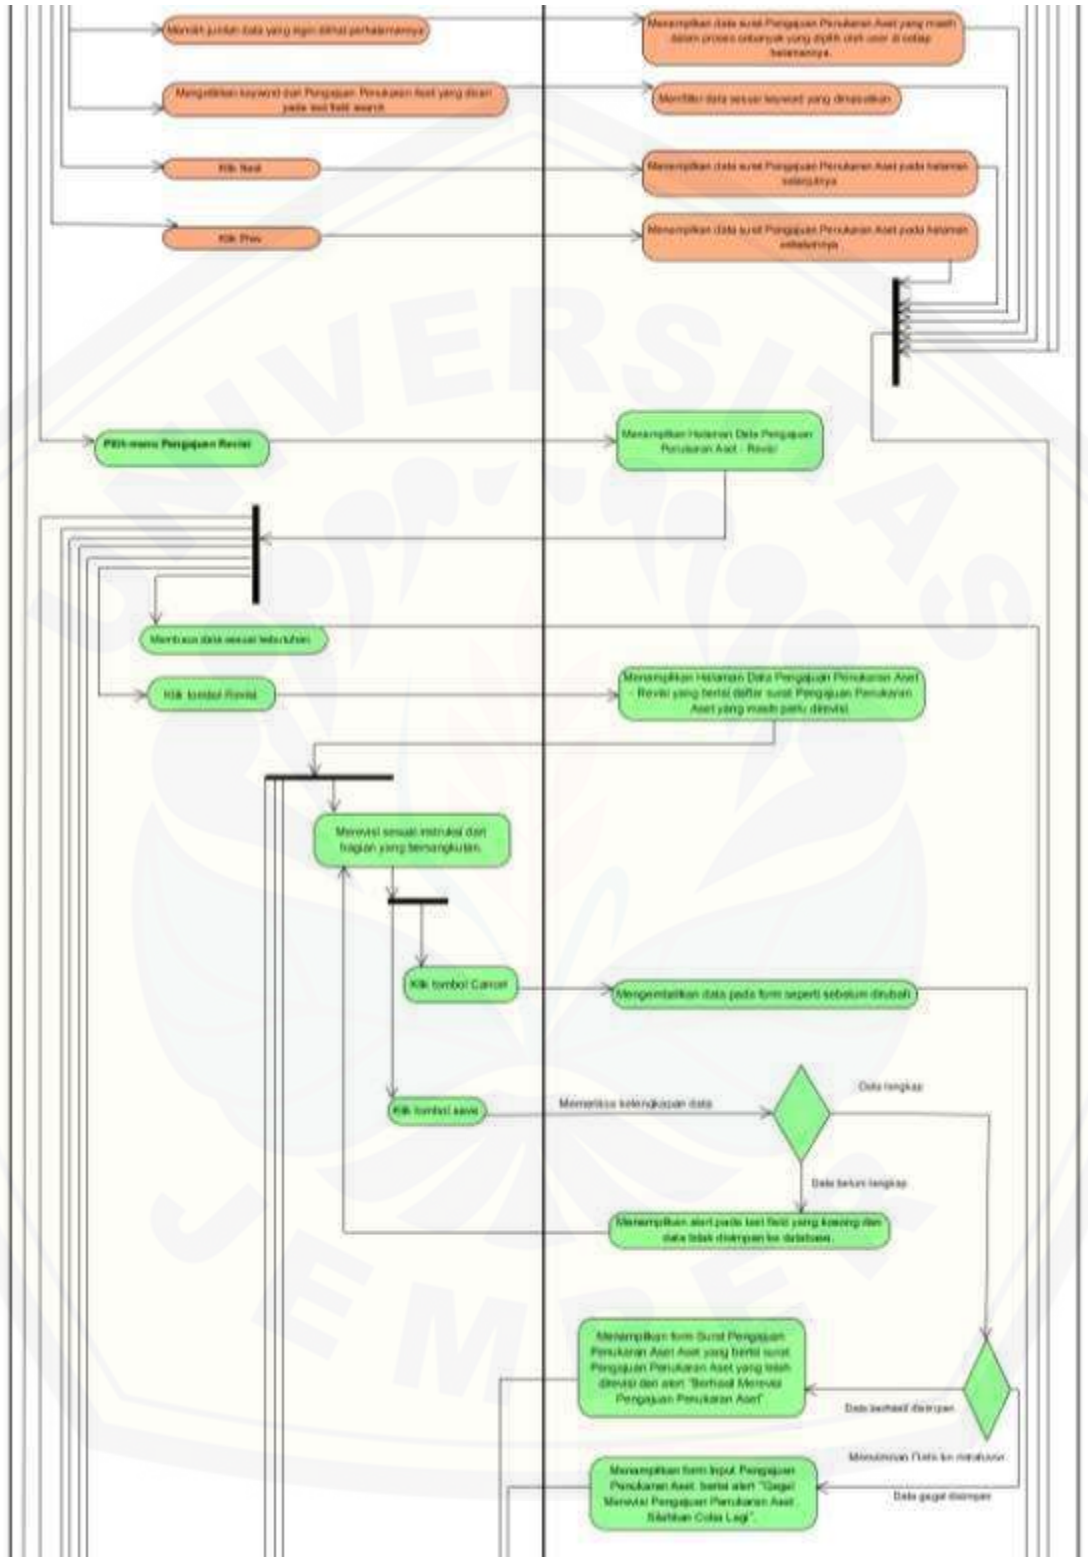 Memilih jumlah data yang ingin dilihat perhalamannya
Menampilkan data surat Pengajuan Penukaran Aset yang masih
dalam proses sebanyak yang dipilih oleh user di setiap
halamannya.
Mengetikkan keyword dari Pengajuan Penukaran Aset yang dicari
pada text field search
Memfilter data sesuai keyword yang dimasukkan
Klik Next
Menampilkan data surat Pengajuan Penukaran Aset pada halaman
selanjutnya
Klik Prev
Menampilkan data surat Pengajuan Penukaran Aset pada halaman
sebelumnya
Pilih menu Pengajuan Revisi
Menampilkan Halaman Data Pengajuan
Penukaran Aset - Revisi
Membaca data sesuai kebutuhan
Klik tombol Revisi
Menampilkan Halaman Data Pengajuan Penukaran Aset
- Revisi yang berisi daftar surat Pengajuan Penukaran
Aset yang masih perlu direvisi
Merevisi sesuai instruksi dari
bagian yang bersangkutan.
Klik tombol Cancel
Mengembalikan data pada form seperti sebelum dirubah
Klik tombol save
Memeriksa kelengkapan data
Data lengkap
Data belum lengkap
Menampilkan alert pada text field yang kosong dan
data tidak disimpan ke database.
Menampilkan form Surat Pengajuan
Penukaran Aset Aset yang berisi surat
Pengajuan Penukaran Aset yang telah
direvisi dan alert "Berhasil Merevisi
Pengajuan Penukaran Aset"
Data berhasil disimpan
Menyimpan Data ke database
Menampilkan form Input Pengajuan
Penukaran Aset, berisi alert "Gagal
Merevisi Pengajuan Penukaran Aset .
Silahkan Coba Lagi".
Data gagal disimpan
UNIVERSITAS
JEMBER